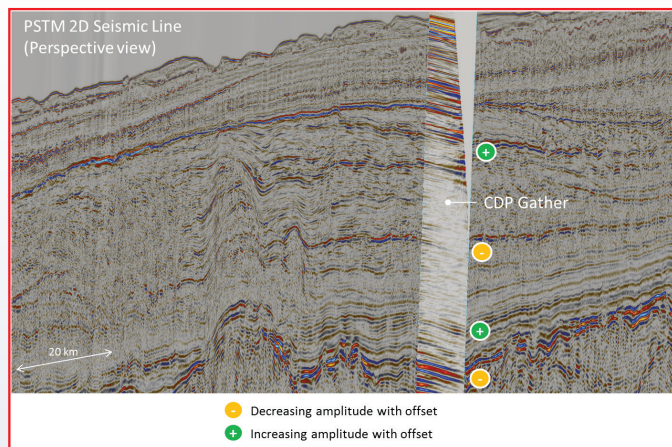 PSTM 2D Seismic Line
(Perspective view)
+
CDP Gather
-
+
20 km
-
- Decreasing amplitude with offset
+ Increasing amplitude with offset